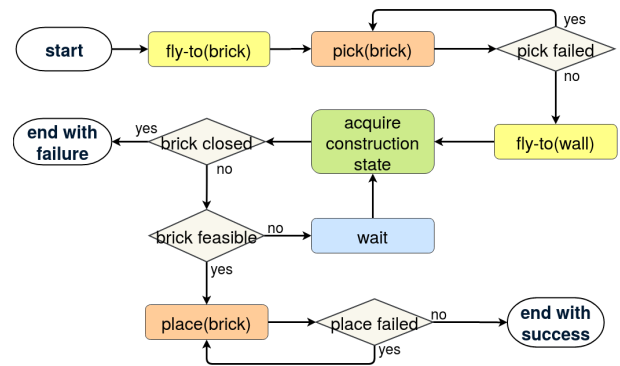 start
fly-to(brick)
pick(brick)
pick failed
yes
no
fly-to(wall)
acquire
construction
state
brick closed
yes
no
end with
failure
brick feasible
no
yes
wait
place(brick)
place failed
no
yes
end with
success